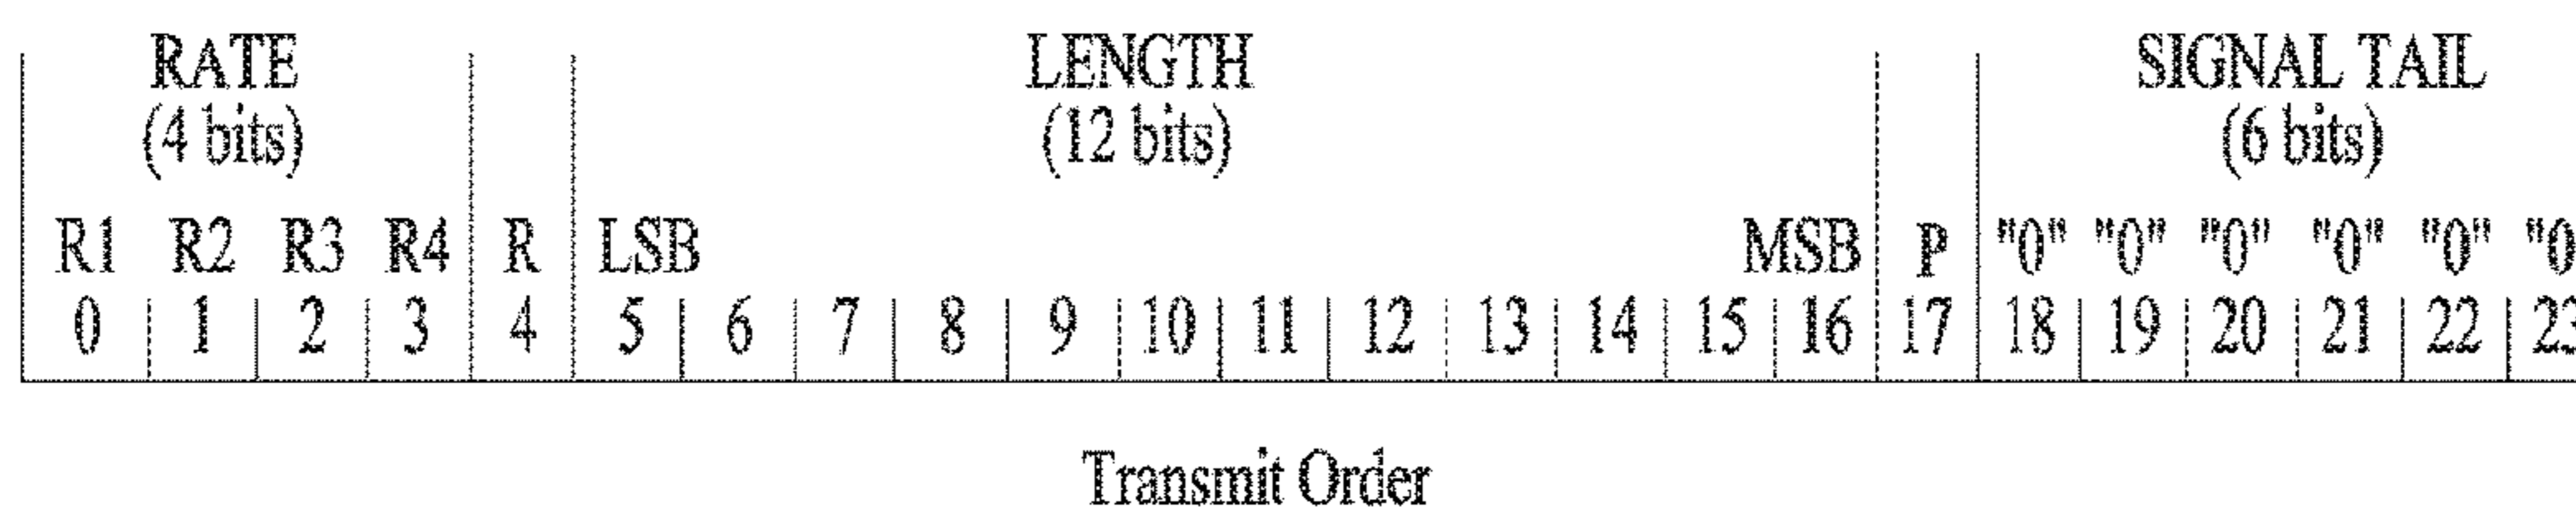 RATE LENGTH SIGNAL TAIL
(4 bits) (12 bits) (6 bits)
R1 R2 R3 R4 R LSB MSB P "0" "0" "0" "0" "0" "0
0 1 2 3 4 5 6 7 8 9 10 11 12 13 14 15 16 17 18 19 20 21 22 23
Transmit Order